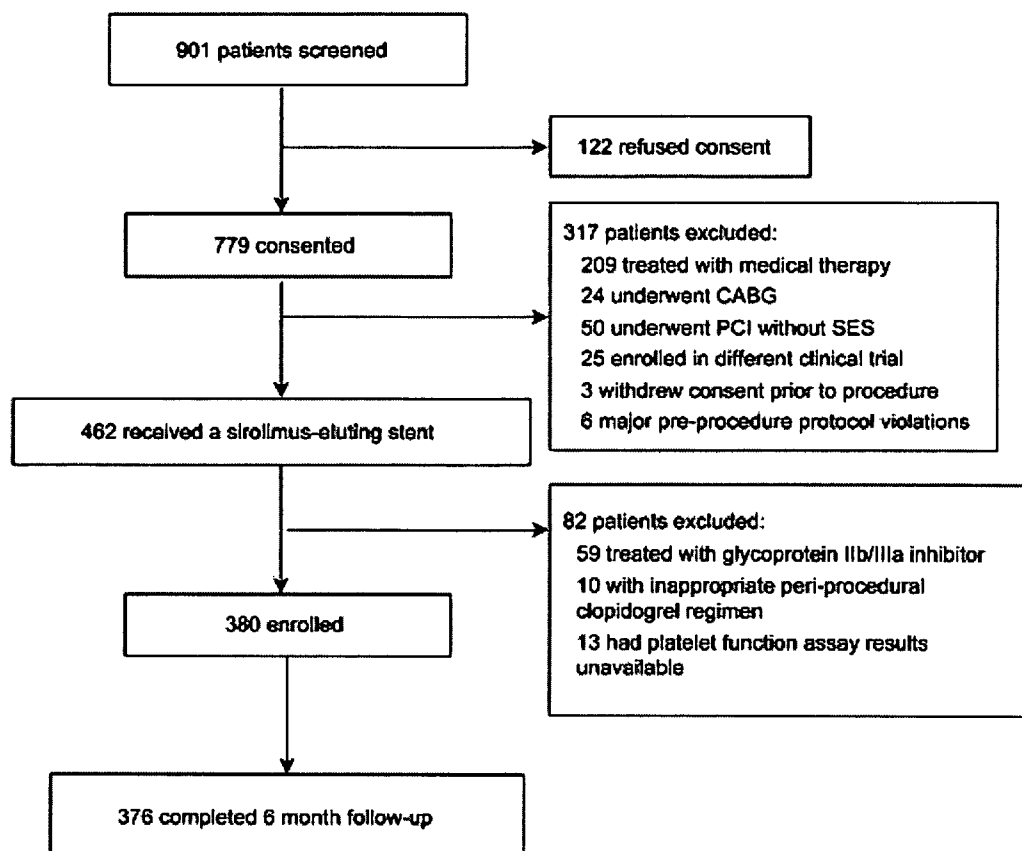 901 patients screened
122 refused consent
779 consented
317 patients excluded:
209 treated with medical therapy
24 underwent CABG
50 underwent PCI without SES
25 enrolled in different clinical trial
3 withdrew consent prior to procedure
6 major pre-procedure protocol violations
462 received a sirolimus-eluting stent
82 patients excluded:
59 treated with glycoprotein IIb/IIIa inhibitor
10 with inappropriate peri-procedural
clopidogrel regimen
13 had platelet function assay results
unavailable
380 enrolled
376 completed 6 month follow-up